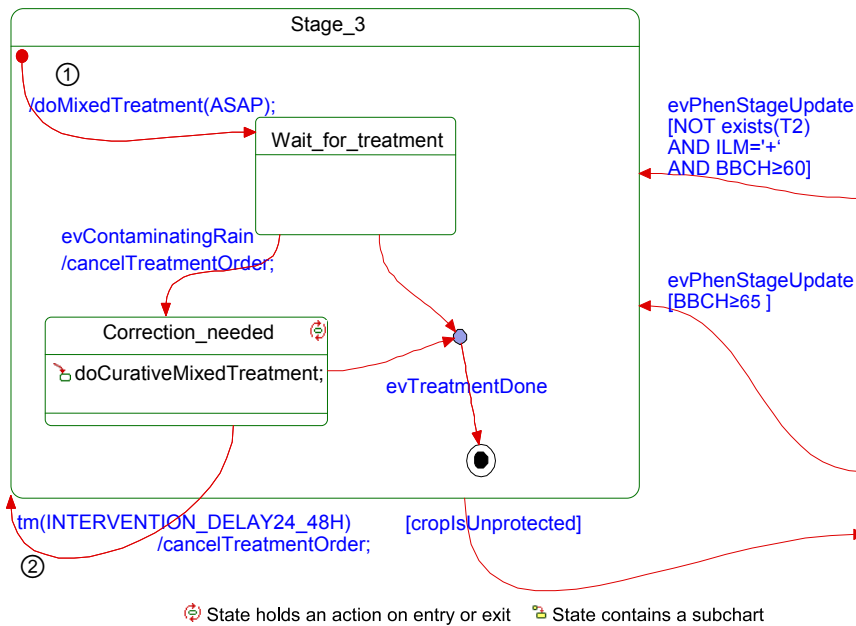 Stage_3
1
/doMixedTreatment(ASAP);
Wait_for_treatment
evPhenStageUpdate
[NOT exists(T2)
AND ILM='+‘
AND BBCH≥60]
evContaminatingRain
/cancelTreatmentOrder;
evPhenStageUpdate
[BBCH≥65 ]
Correction_needed
doCurativeMixedTreatment;
evTreatmentDone
tm(INTERVENTION_DELAY24_48H)
/cancelTreatmentOrder;
[cropIsUnprotected]
2
State holds an action on entry or exit
State contains a subchart